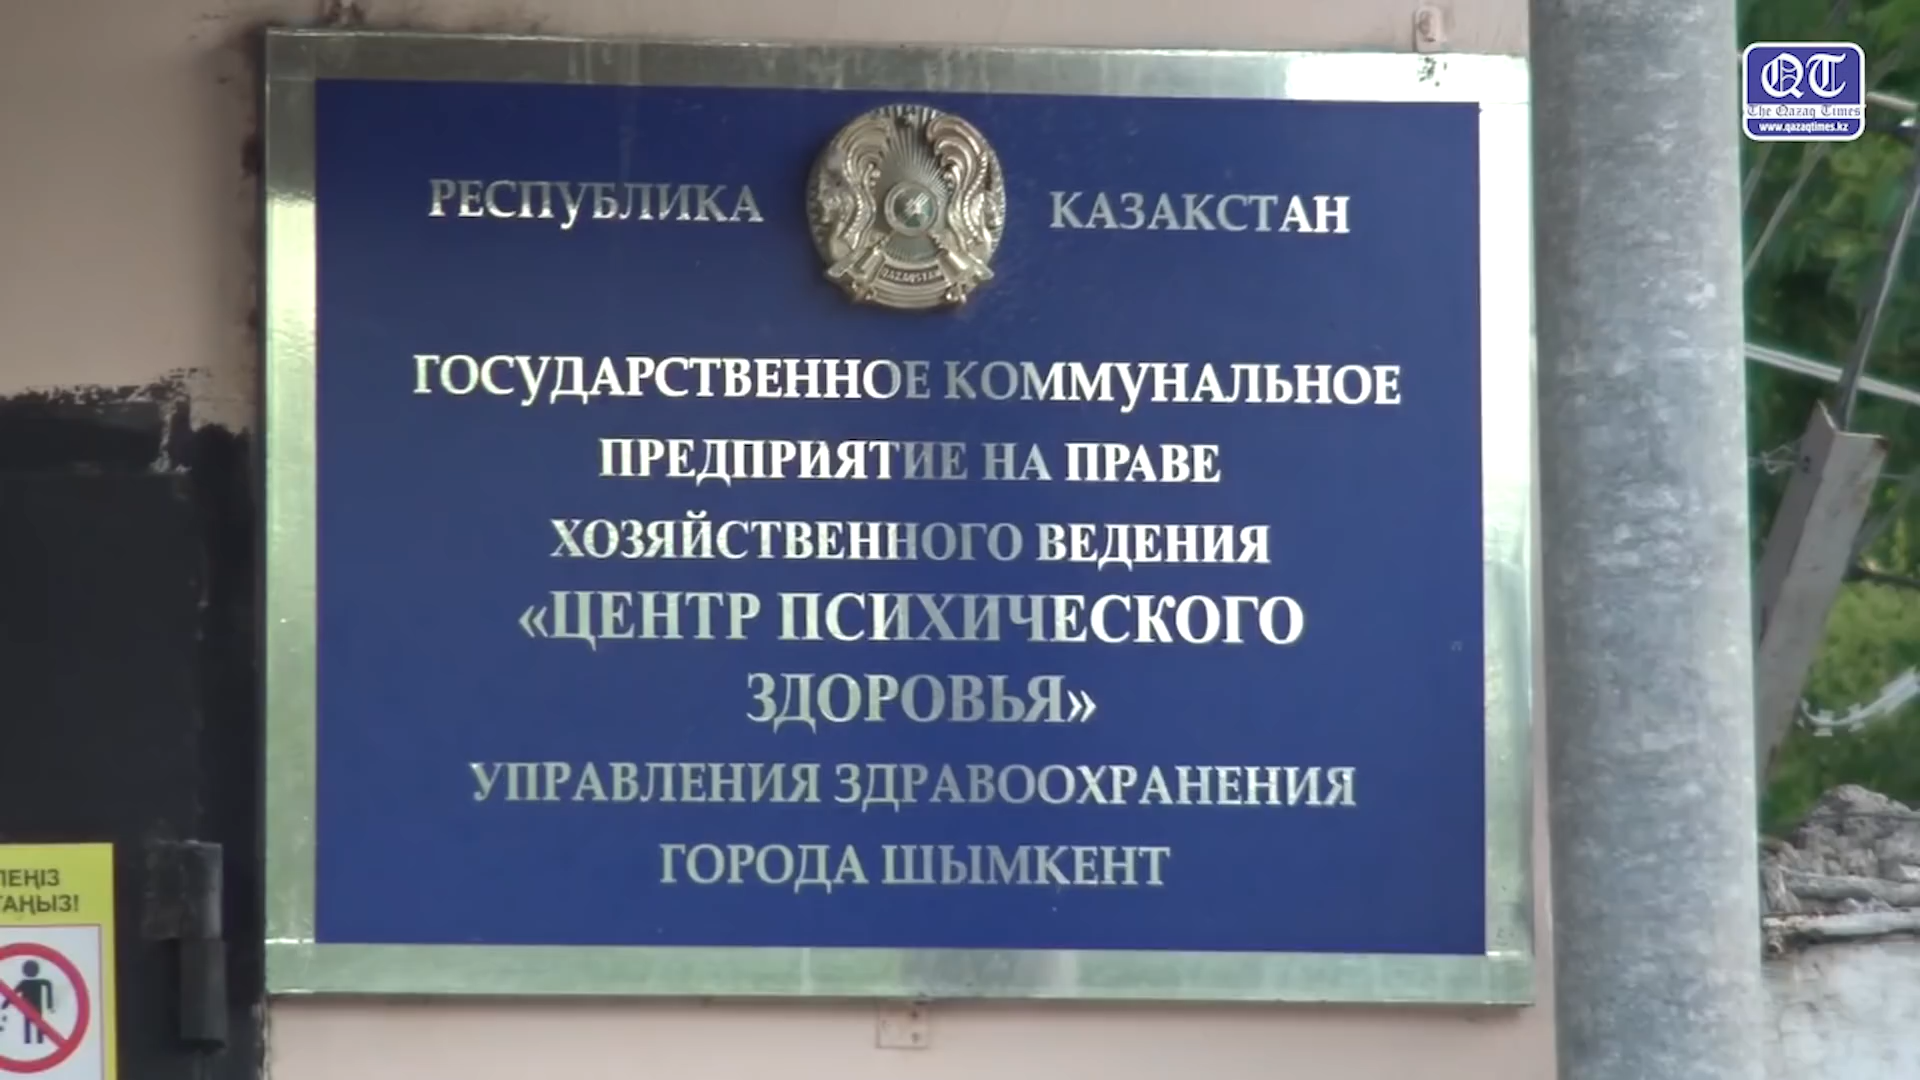 РЕСПУБЛИКА КАЗАКСТАН
QAZAQSTAN
ГОСУДАРСТВЕННОЕ КОММУНАЛЬНОЕ
ПРЕДПРИЯТИЕ НА ПРАВЕ
ХОЗЯЙСТВЕННОГО ВЕДЕНИЯ
«ЦЕНТР ПСИХИЧЕСКОГО
ЗДОРОВЬЯ»
УПРАВЛЕНИЯ ЗДРАВООХРАНЕНИЯ
ГОРОДА ШЫМКЕНТ
QT
The Qazaq Times
www.qazaqtimes.kz